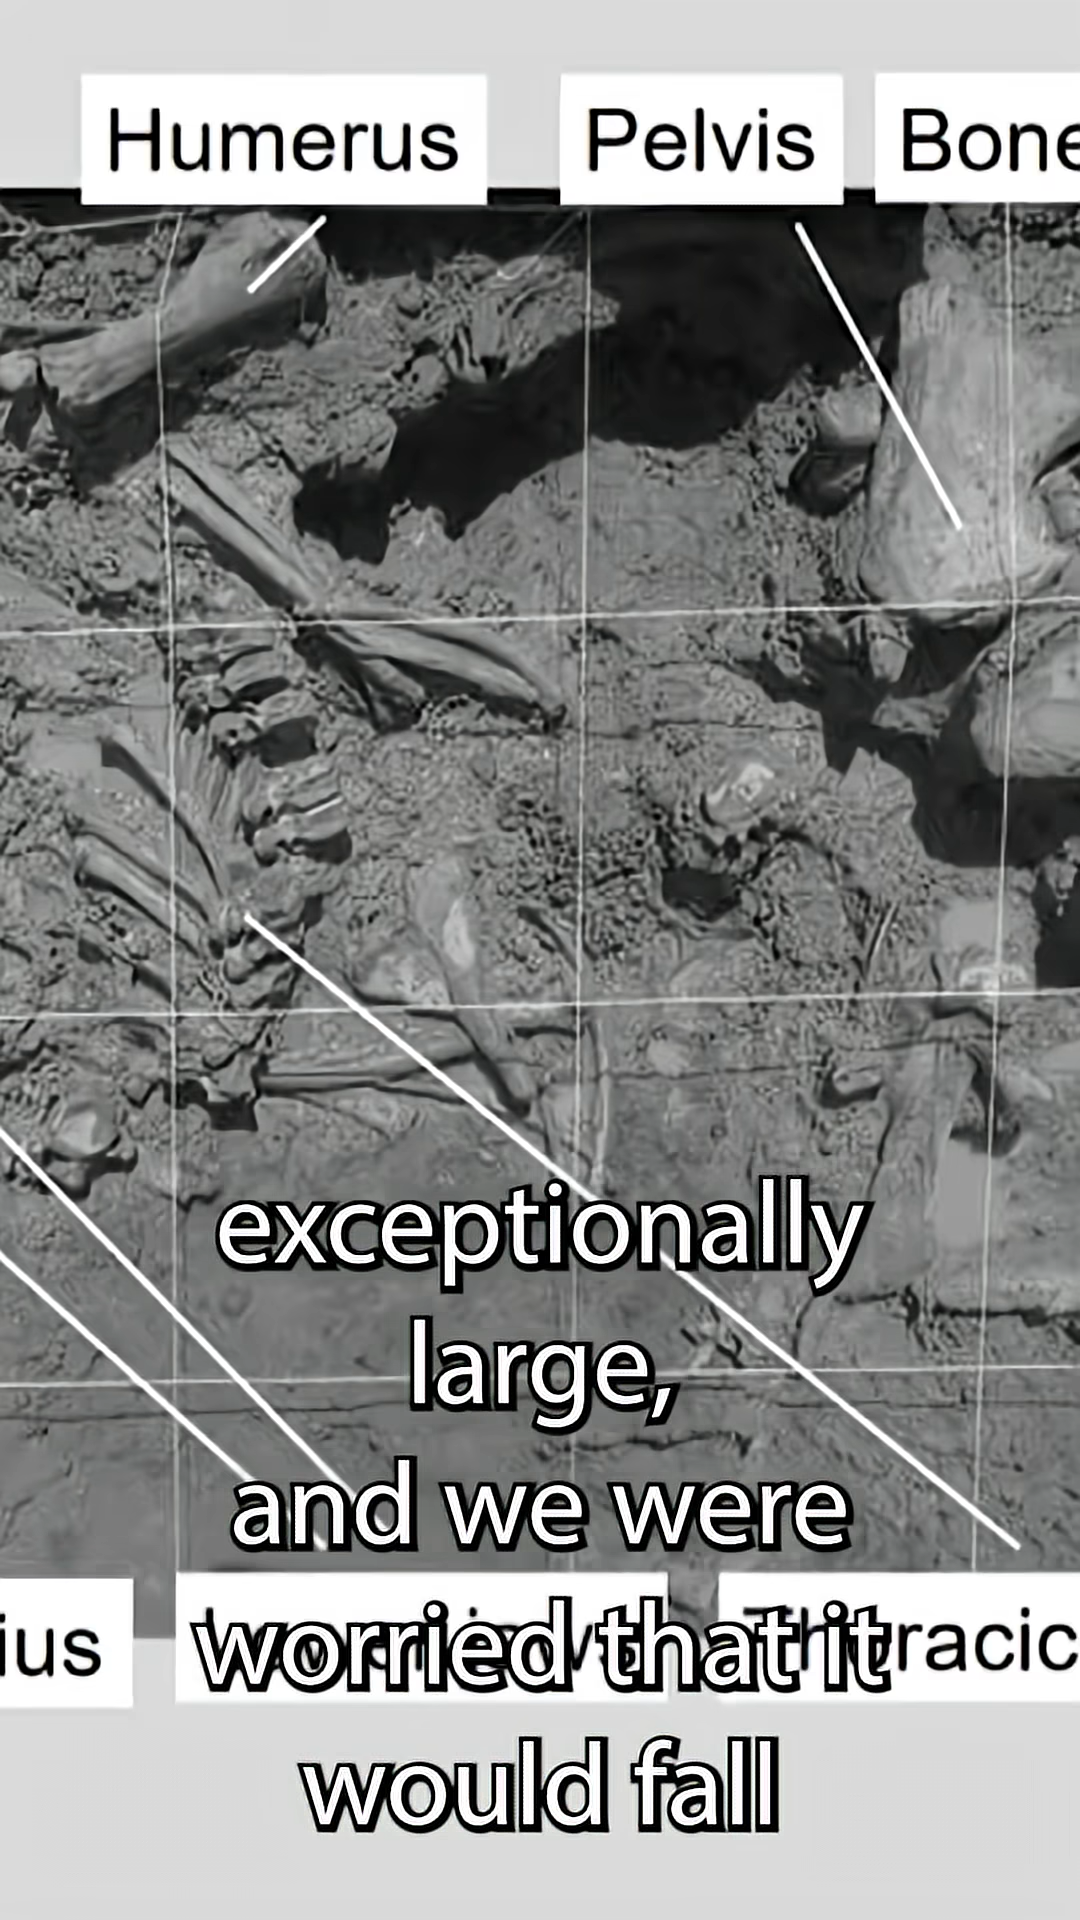 Humerus
Pelvis
Bone
exceptionally
large,
and we were
worried that it
would fall
ius
racic